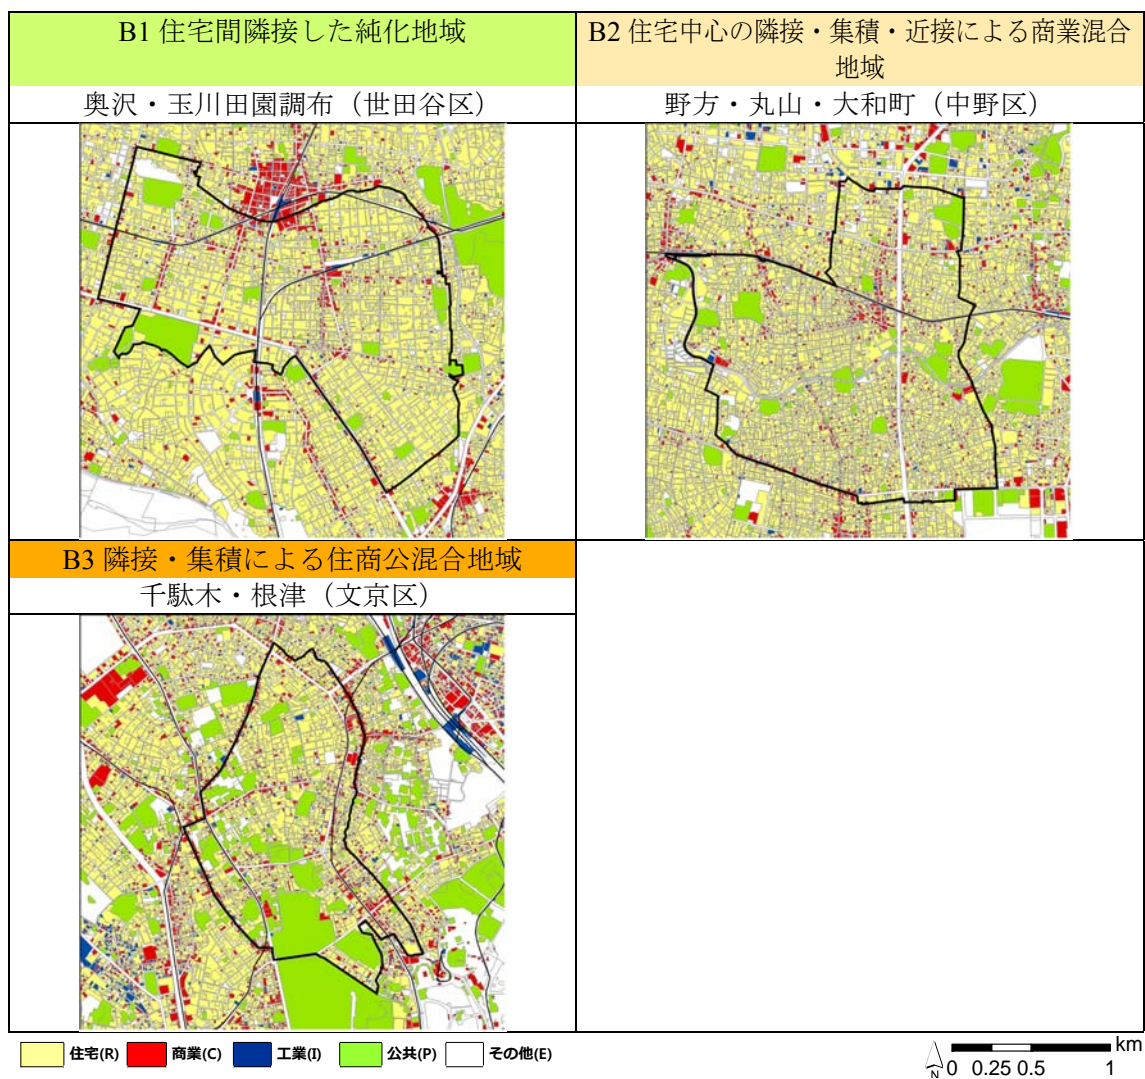 B1 住宅間隣接した純化地域
B2 住宅中心の隣接・集積・近接による商業混合
地域
奥沢・玉川田園調布（世田谷区）
野方・丸山・大和町（中野区）
B3 隣接・集積による住商公混合地域
千駄木・根津（文京区）
住宅(R) 商業(C) 工業(I) 公共(P) その他(E)
N
km
0 0.25 0.5 1